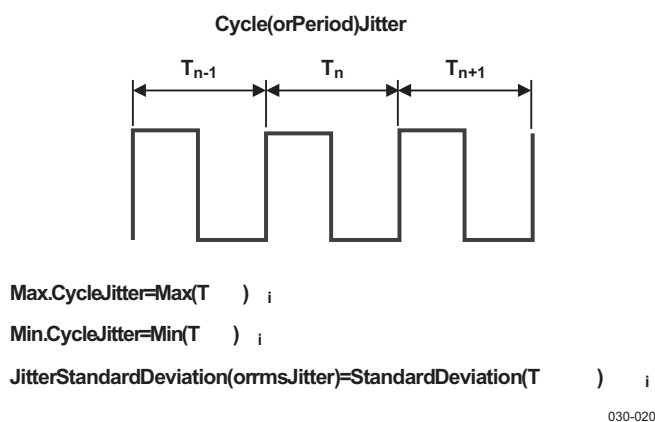 Cycle(orPeriod)Jitter
Tn-1 Tn Tn+1
Max.CycleJitter=Max(T ) i
Min.CycleJitter=Min(T ) i
JitterStandardDeviation(orrmsJitter)=StandardDeviation(T ) i
030-020